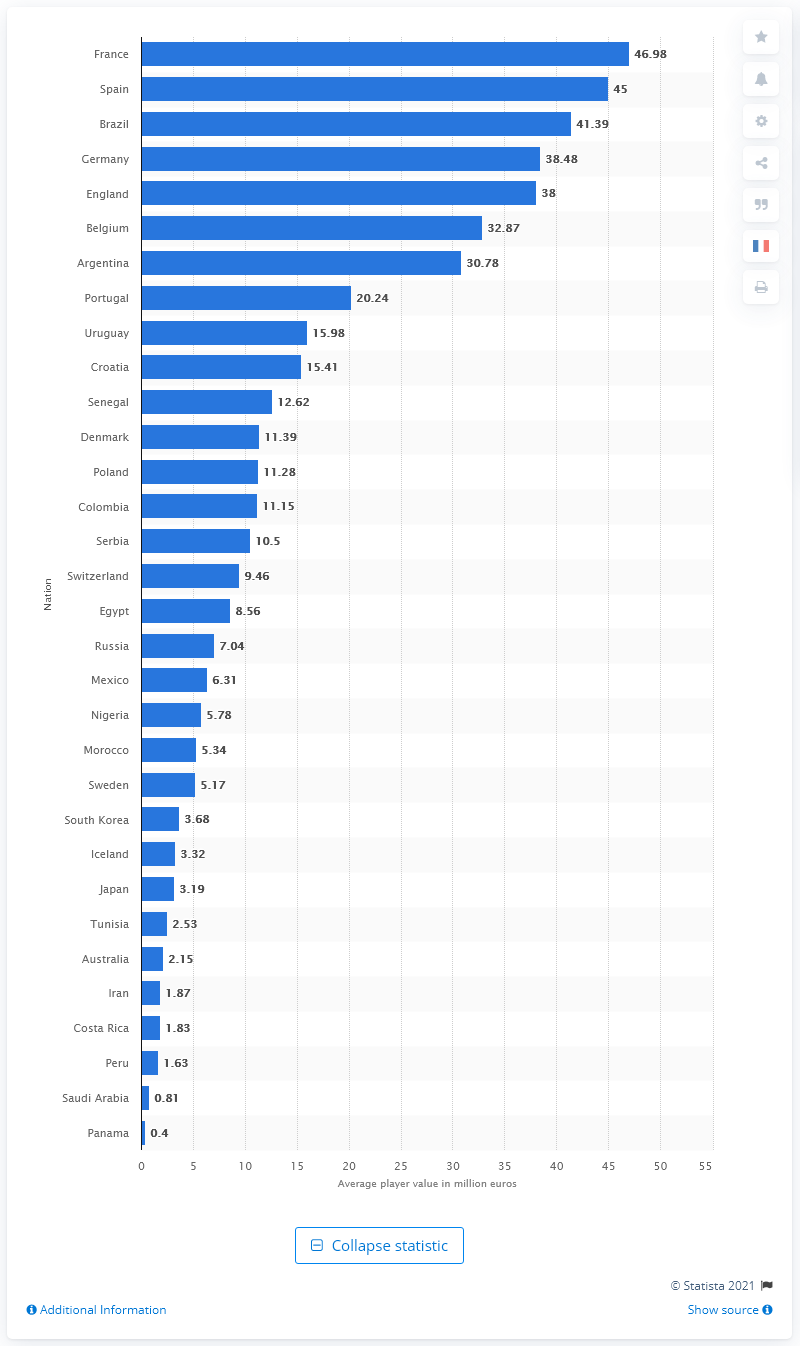 France 46.98
Spain 45
Brazil 41.39
Germany 38.48
England 38
Belgium 32.87
Argentina 30.78
Portugal 20.24
Uruguay 15.98
Croatia 15.41
Senegal 12.62
Denmark 11.39
Poland 11.28
Colombia 11.15
Serbia 10.5
Switzerland 9.46
Nation
Egypt 8.56
Russia 7.04
Mexico 6.31
Nigeria 5.78
Morocco 5.34
Sweden 5.17
South Korea 3.68
Iceland 3.32
Japan 3.19
Tunisia 2.53
Australia 2.15
Iran 1.87
Costa Rica 1.83
Peru 1.63
Saudi Arabia 0.81
Panama 0.4
0 5 10 15 20 25 30 35 40 45 50 55
Average player value in million euros
Collapse statistic
© Statista 2021
Additional Information Show source